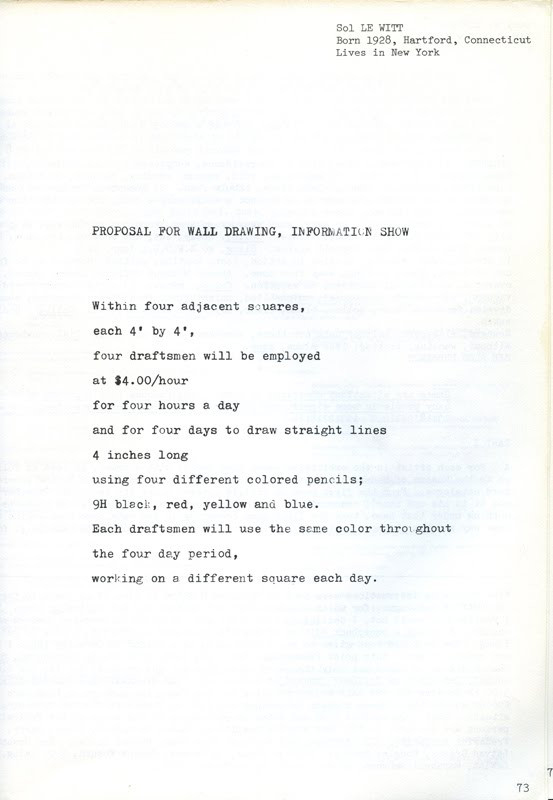 Sol LE WITT
Born 1928, Hartford, Connecticut
Lives in New York
PROPOSAL FOR WALL DRAWING, INFORMATION SHOW
Within four adjacent squares,
each 4' by 4',
four draftsmen will be employed
at $4.00/hour
for four hours a day
and for four days to draw straight lines
4 inches long
using four different colored pencils;
9H black, red, yellow and blue.
Each draftsmen will use the same color throughout
the four day period,
working on a different square each day.
73
7